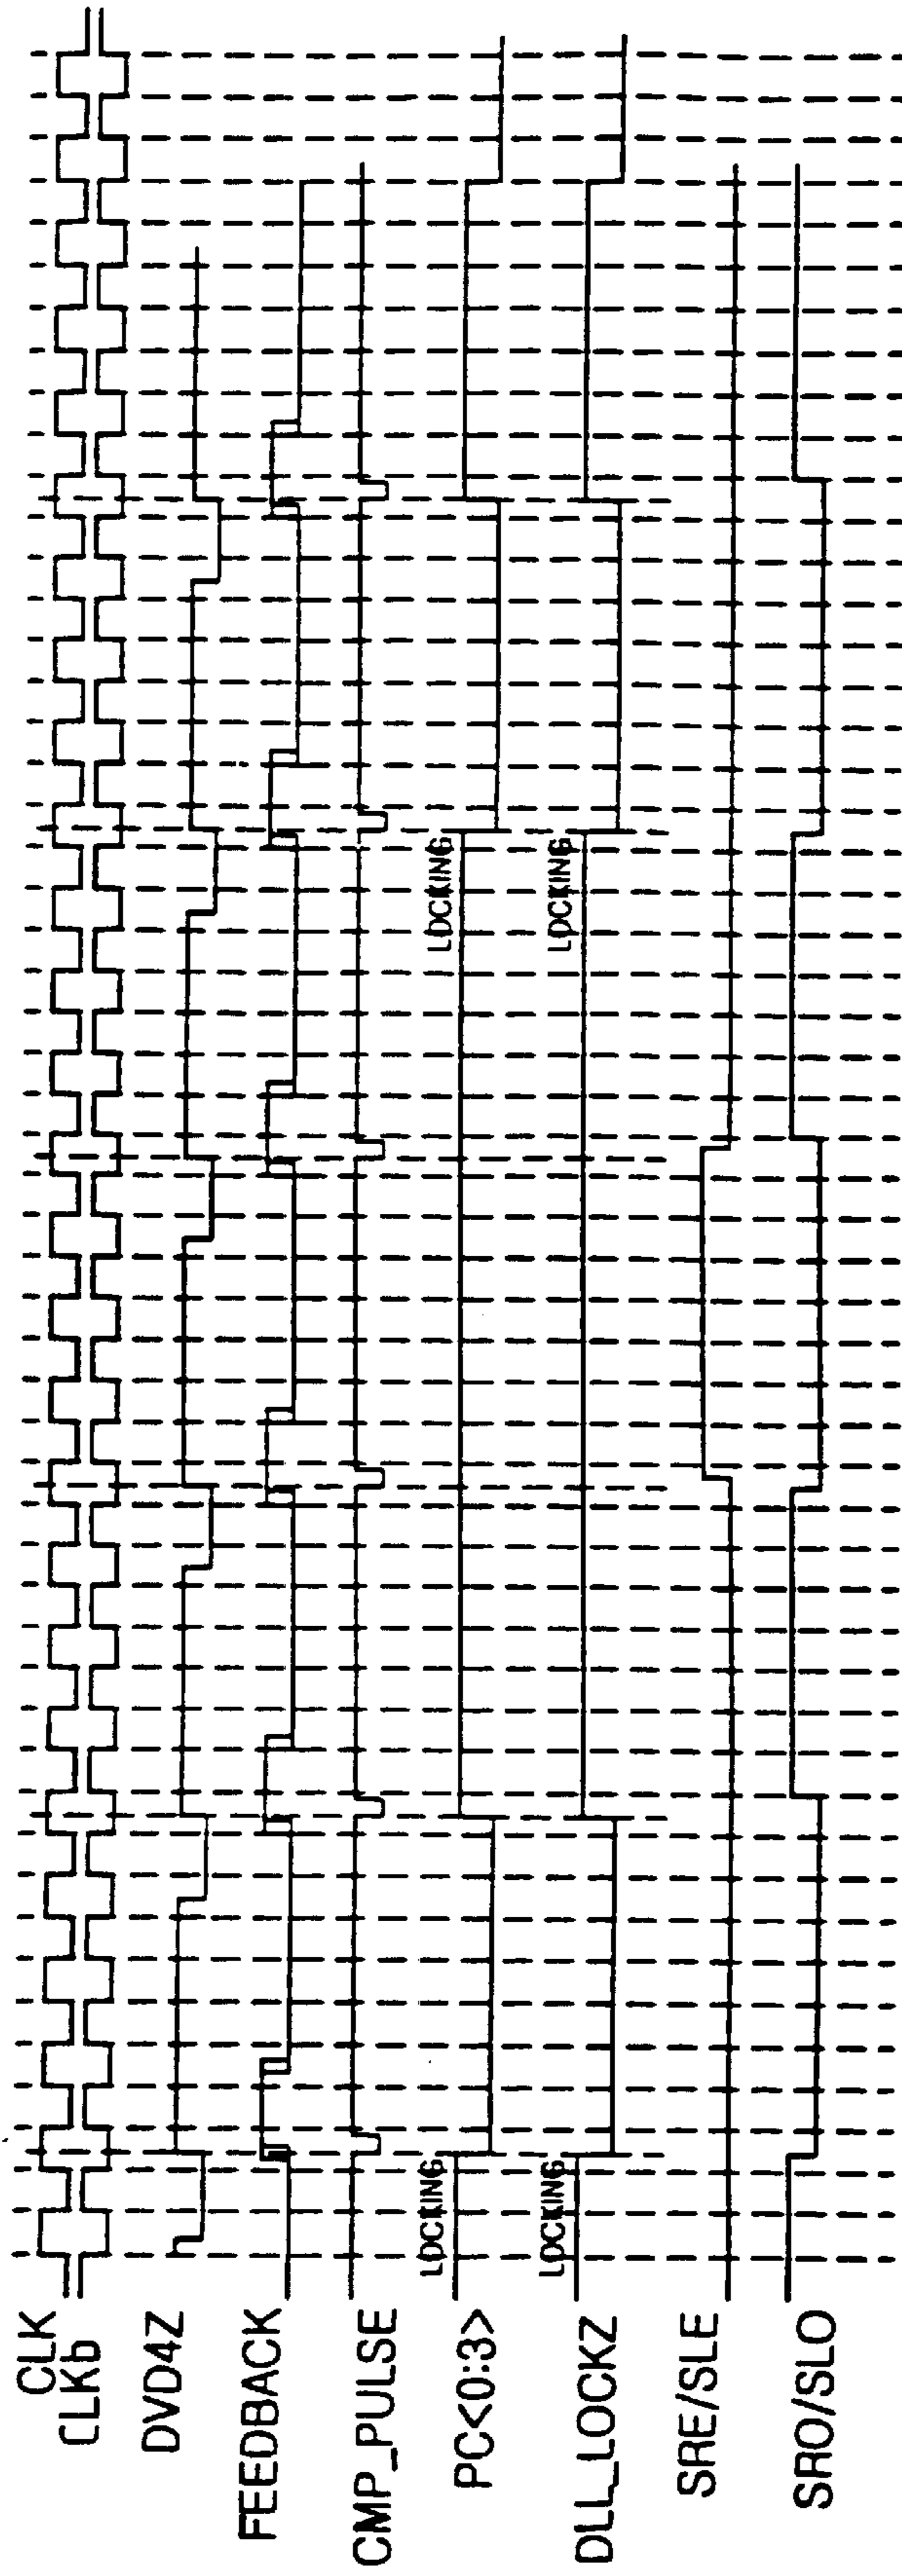 CLK
CLKb
DVD4Z
FEEDBACK
CMP_PULSE
PC<0:3>
LOCKING
LOCKING
DLL_LOCKZ
LOCKING
LOCKING
SRE/SLE
SRO/SLO